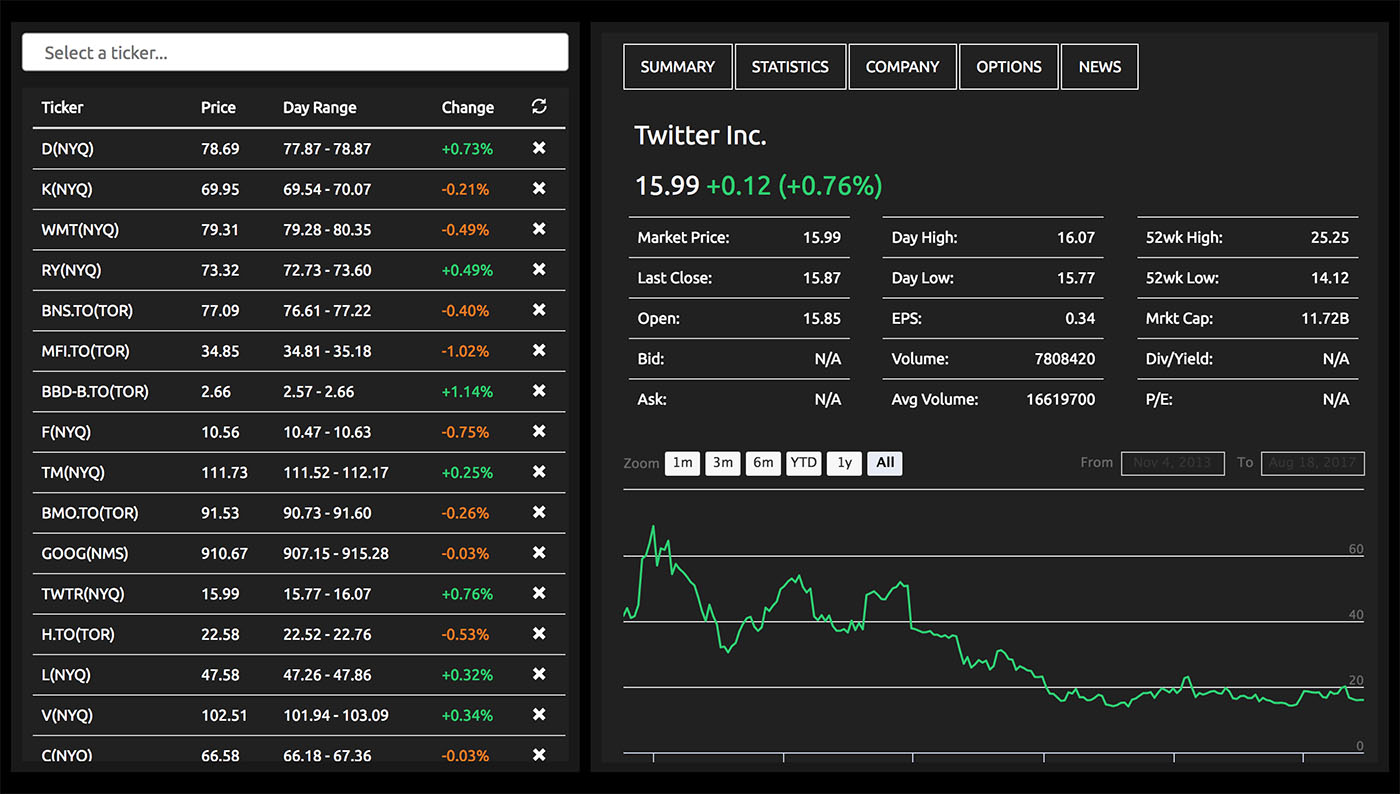 Select a ticker...
Ticker Price Day Range Change
D(NYQ) 78.69 77.87 - 78.87 +0.73%
K(NYQ) 69.95 69.54 - 70.07 -0.21%
WMT(NYQ) 79.31 79.28 - 80.35 -0.49%
RY(NYQ) 73.32 72.73 - 73.60 +0.49%
BNS.TO(TOR) 77.09 76.61 - 77.22 -0.40%
MFI.TO(TOR) 34.85 34.81 - 35.18 -1.02%
BBD-B.TO(TOR) 2.66 2.57 - 2.66 +1.14%
F(NYQ) 10.56 10.47 - 10.63 -0.75%
TM(NYQ) 111.73 111.52 - 112.17 +0.25%
BMO.TO(TOR) 91.53 90.73 - 91.60 -0.26%
GOOG(NMS) 910.67 907.15 - 915.28 -0.03%
TWTR(NYQ) 15.99 15.77 - 16.07 +0.76%
H.TO(TOR) 22.58 22.52 - 22.76 -0.53%
L(NYQ) 47.58 47.26 - 47.86 +0.32%
V(NYQ) 102.51 101.94 - 103.09 +0.34%
C(NYQ) 66.58 66.18 - 67.36 -0.03%
SUMMARY STATISTICS COMPANY OPTIONS NEWS
Twitter Inc.
15.99 +0.12 (+0.76%)
Market Price: 15.99 Day High: 16.07 52wk High: 25.25
Last Close: 15.87 Day Low: 15.77 52wk Low: 14.12
Open: 15.85 EPS: 0.34 Mrkt Cap: 11.72B
Bid: N/A Volume: 7808420 Div/Yield: N/A
Ask: N/A Avg Volume: 16619700 P/E: N/A
Zoom 1m 3m 6m YTD 1y All From Nov 4, 2013 To Aug 18, 2017
60
40
20
0